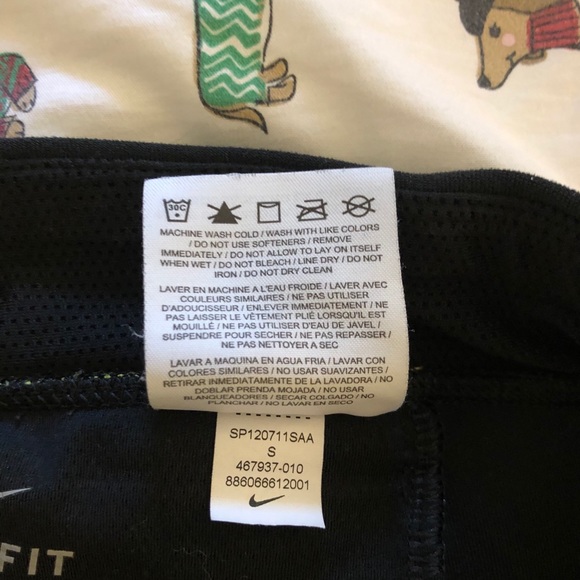 30C
MACHINE WASH COLD / WASH WITH LIKE COLORS
/ DO NOT USE SOFTENERS / REMOVE
IMMEDIATELY / DO NOT ALLOW TO LAY ON ITSELF
WHEN WET / DO NOT BLEACH / LINE DRY / DO NOT
IRON / DO NOT DRY CLEAN
LAVER EN MACHINE A L'EAU FROIDE / LAVER AVEC
COULEURS SIMILAIRES / NE PAS UTILISER
D'ADOUCISSEUR / ENLEVER IMMEDIATEMENT / NE
PAS LAISSER LE VÊTEMENT PLIÉ LORSQU'IL EST
MOUILLÉ / NE PAS UTILISER D'EAU DE JAVEL /
SUSPENDRE POUR SECHER / NE PAS REPASSER /
NE PAS NETTOYER A SEC
LAVAR A MAQUINA EN AGUA FRIA / LAVAR CON
COLORES SIMILARES / NO USAR SUAVIZANTES /
RETIRAR INMEDIATAMENTE DE LA LAVADORA / NO
DOBLAR PRENDA MOJADA / NO USAR
BLANQUEADORES / SECAR COLGADO / NO
PLANCHAR / NO LAVAR EN SECO
SP120711SAA
S
467937-010
886066612001
FIT